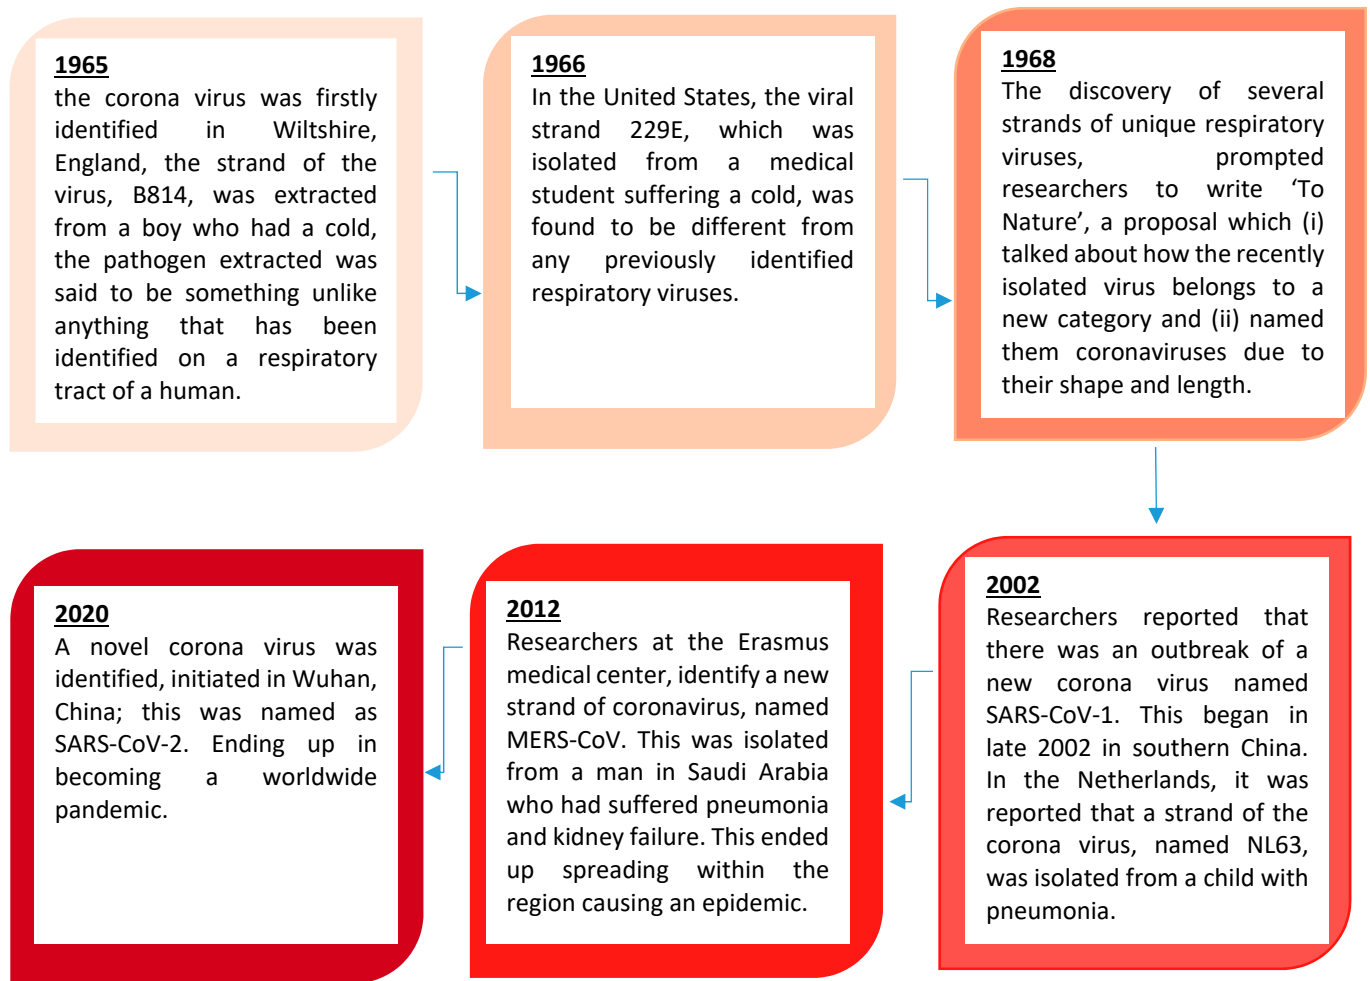 1965
the corona virus was firstly
identified in Wiltshire,
England, the strand of the
virus, B814, was extracted
from a boy who had a cold,
the pathogen extracted was
said to be something unlike
anything that has been
identified on a respiratory
tract of a human.
1966
In the United States, the viral
strand 229E, which was
isolated from a medical
student suffering a cold, was
found to be different from
any previously identified
respiratory viruses.
1968
The discovery of several
strands of unique respiratory
viruses, prompted
researchers to write ‘To
Nature’, a proposal which (i)
talked about how the recently
isolated virus belongs to a
new category and (ii) named
them coronaviruses due to
their shape and length.
2002
Researchers reported that
there was an outbreak of a
new corona virus named
SARS-CoV-1. This began in
late 2002 in southern China.
In the Netherlands, it was
reported that a strand of the
corona virus, named NL63,
was isolated from a child with
pneumonia.
2012
Researchers at the Erasmus
medical center, identify a new
strand of coronavirus, named
MERS-CoV. This was isolated
from a man in Saudi Arabia
who had suffered pneumonia
and kidney failure. This ended
up spreading within the
region causing an epidemic.
2020
A novel corona virus was
identified, initiated in Wuhan,
China; this was named as
SARS-CoV-2. Ending up in
becoming a worldwide
pandemic.